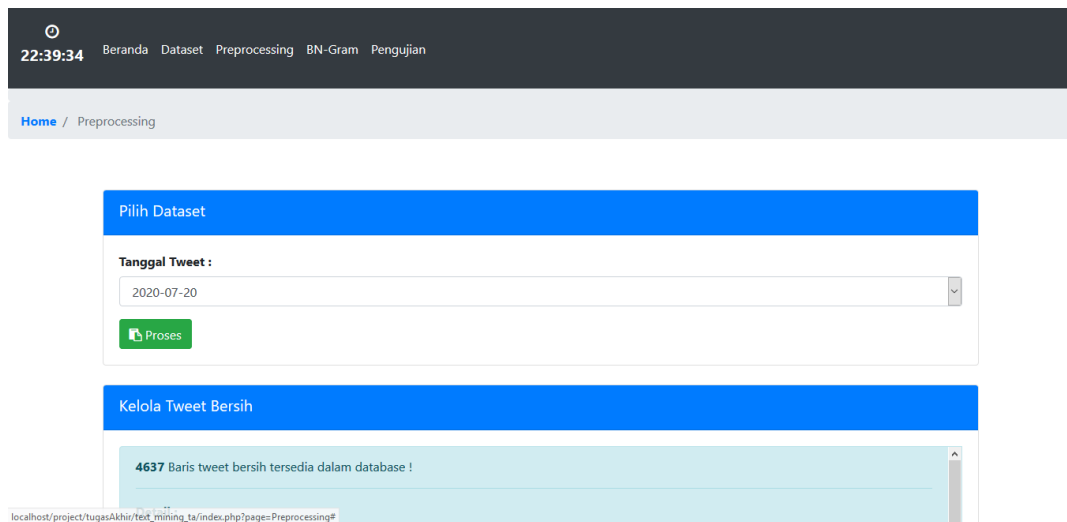 22:39:34
Beranda Dataset Preprocessing BN-Gram Pengujian
Home / Preprocessing
Pilih Dataset
Tanggal Tweet :
2020-07-20
Proses
Kelola Tweet Bersih
4637 Baris tweet bersih tersedia dalam database !
Detail :
localhost/project/tugasAkhir/text_mining_ta/index.php?page=Preprocessing#